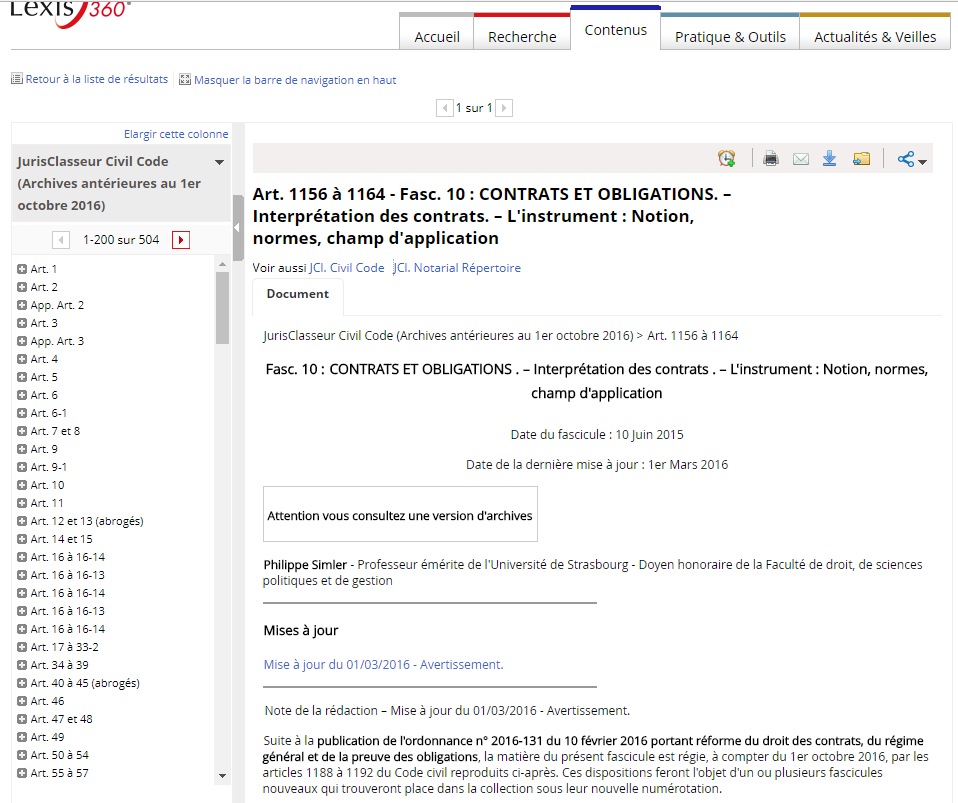 Lexis 360®
Accueil
Recherche
Contenus
Pratique & Outils
Actualités & Veilles
Retour à la liste de résultats
Masquer la barre de navigation en haut
1 sur 1
Elargir cette colonne
JurisClasseur Civil Code
(Archives antérieures au 1er
octobre 2016)
1-200 sur 504
Art. 1
Art. 2
App. Art. 2
Art. 3
App. Art. 3
Art. 4
Art. 5
Art. 6
Art. 6-1
Art. 7 et 8
Art. 9
Art. 9-1
Art. 10
Art. 11
Art. 12 et 13 (abrogés)
Art. 14 et 15
Art. 16 à 16-14
Art. 16 à 16-13
Art. 16 à 16-14
Art. 16 à 16-13
Art. 16 à 16-14
Art. 17 à 33-2
Art. 34 à 39
Art. 40 à 45 (abrogés)
Art. 46
Art. 47 et 48
Art. 49
Art. 50 à 54
Art. 55 à 57
Art. 1156 à 1164 - Fasc. 10 : CONTRATS ET OBLIGATIONS. –
Interprétation des contrats. – L'instrument : Notion,
normes, champ d'application
Voir aussi JCl. Civil Code JCl. Notarial Répertoire
Document
JurisClasseur Civil Code (Archives antérieures au 1er octobre 2016) > Art. 1156 à 1164
Fasc. 10 : CONTRATS ET OBLIGATIONS . – Interprétation des contrats . – L'instrument : Notion, normes,
champ d'application
Date du fascicule : 10 Juin 2015
Date de la dernière mise à jour : 1er Mars 2016
Attention vous consultez une version d'archives
Philippe Simler - Professeur émérite de l'Université de Strasbourg - Doyen honoraire de la Faculté de droit, de sciences
politiques et de gestion
Mises à jour
Mise à jour du 01/03/2016 - Avertissement.
Note de la rédaction – Mise à jour du 01/03/2016 - Avertissement.
Suite à la publication de l'ordonnance n° 2016-131 du 10 février 2016 portant réforme du droit des contrats, du régime
général et de la preuve des obligations, la matière du présent fascicule est régie, à compter du 1er octobre 2016, par les
articles 1188 à 1192 du Code civil reproduits ci-après. Ces dispositions feront l'objet d'un ou plusieurs fascicules
nouveaux qui trouveront place dans la collection sous leur nouvelle numérotation.